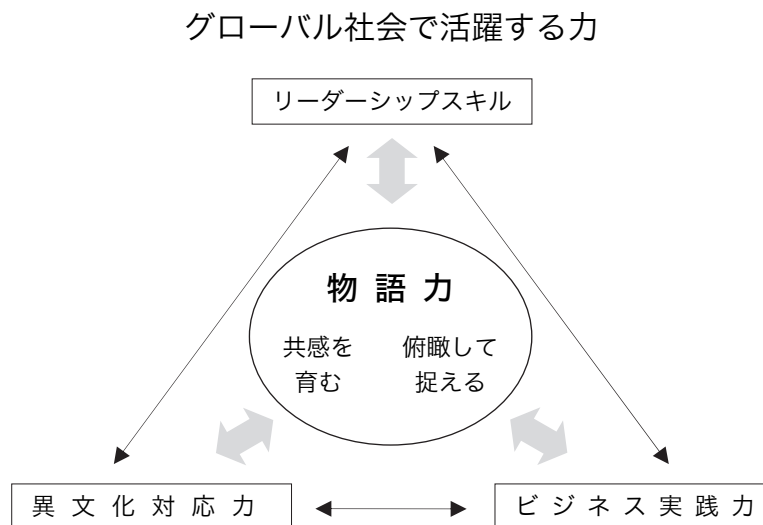 グローバル社会で活躍する力
リーダーシップスキル
物語力
共感を
育む
俯瞰して
捉える
異文化対応力
ビジネス実践力